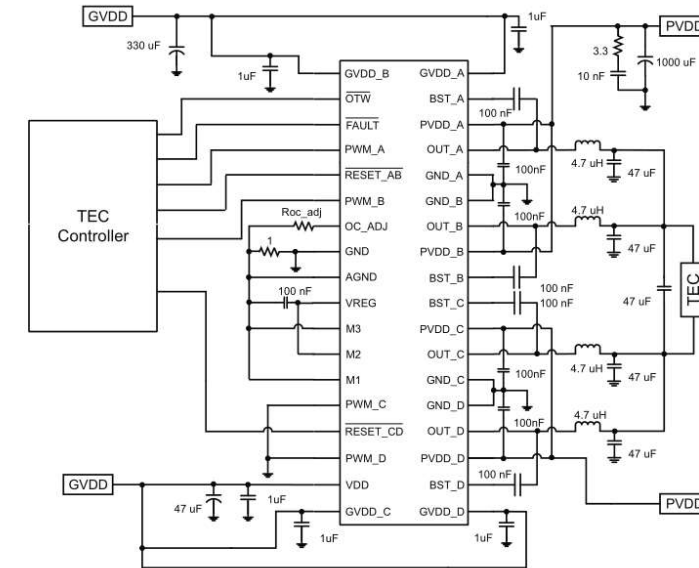 GVDD
1uF
PVDD
330 uF
1uF
3.3
10 nF
1000 uF
GVDD_B
GVDD_A
OTW
BST_A
100 nF
FAULT
PVDD_A
PWM_A
OUT_A
4.7 uH
47 uF
RESET_AB
GND_A
100nF
PWM_B
GND_B
TEC
Controller
Roc_adj
OC_ADJ
OUT_B
100nF
4.7 uH
47 uF
1
GND
PVDD_B
AGND
BST_B
100 nF
100 nF
VREG
BST_C
100 nF
47 uF
TEC
M3
PVDD_C
M2
OUT_C
4.7 uH
47 uF
M1
GND_C
100nF
PWM_C
GND_D
100nF
RESET_CD
OUT_D
4.7 uH
47 uF
PWM_D
PVDD_D
GVDD
VDD
BST_D
100 nF
47 uF
1uF
PVDD
GVDD_C
GVDD_D
1uF
1uF